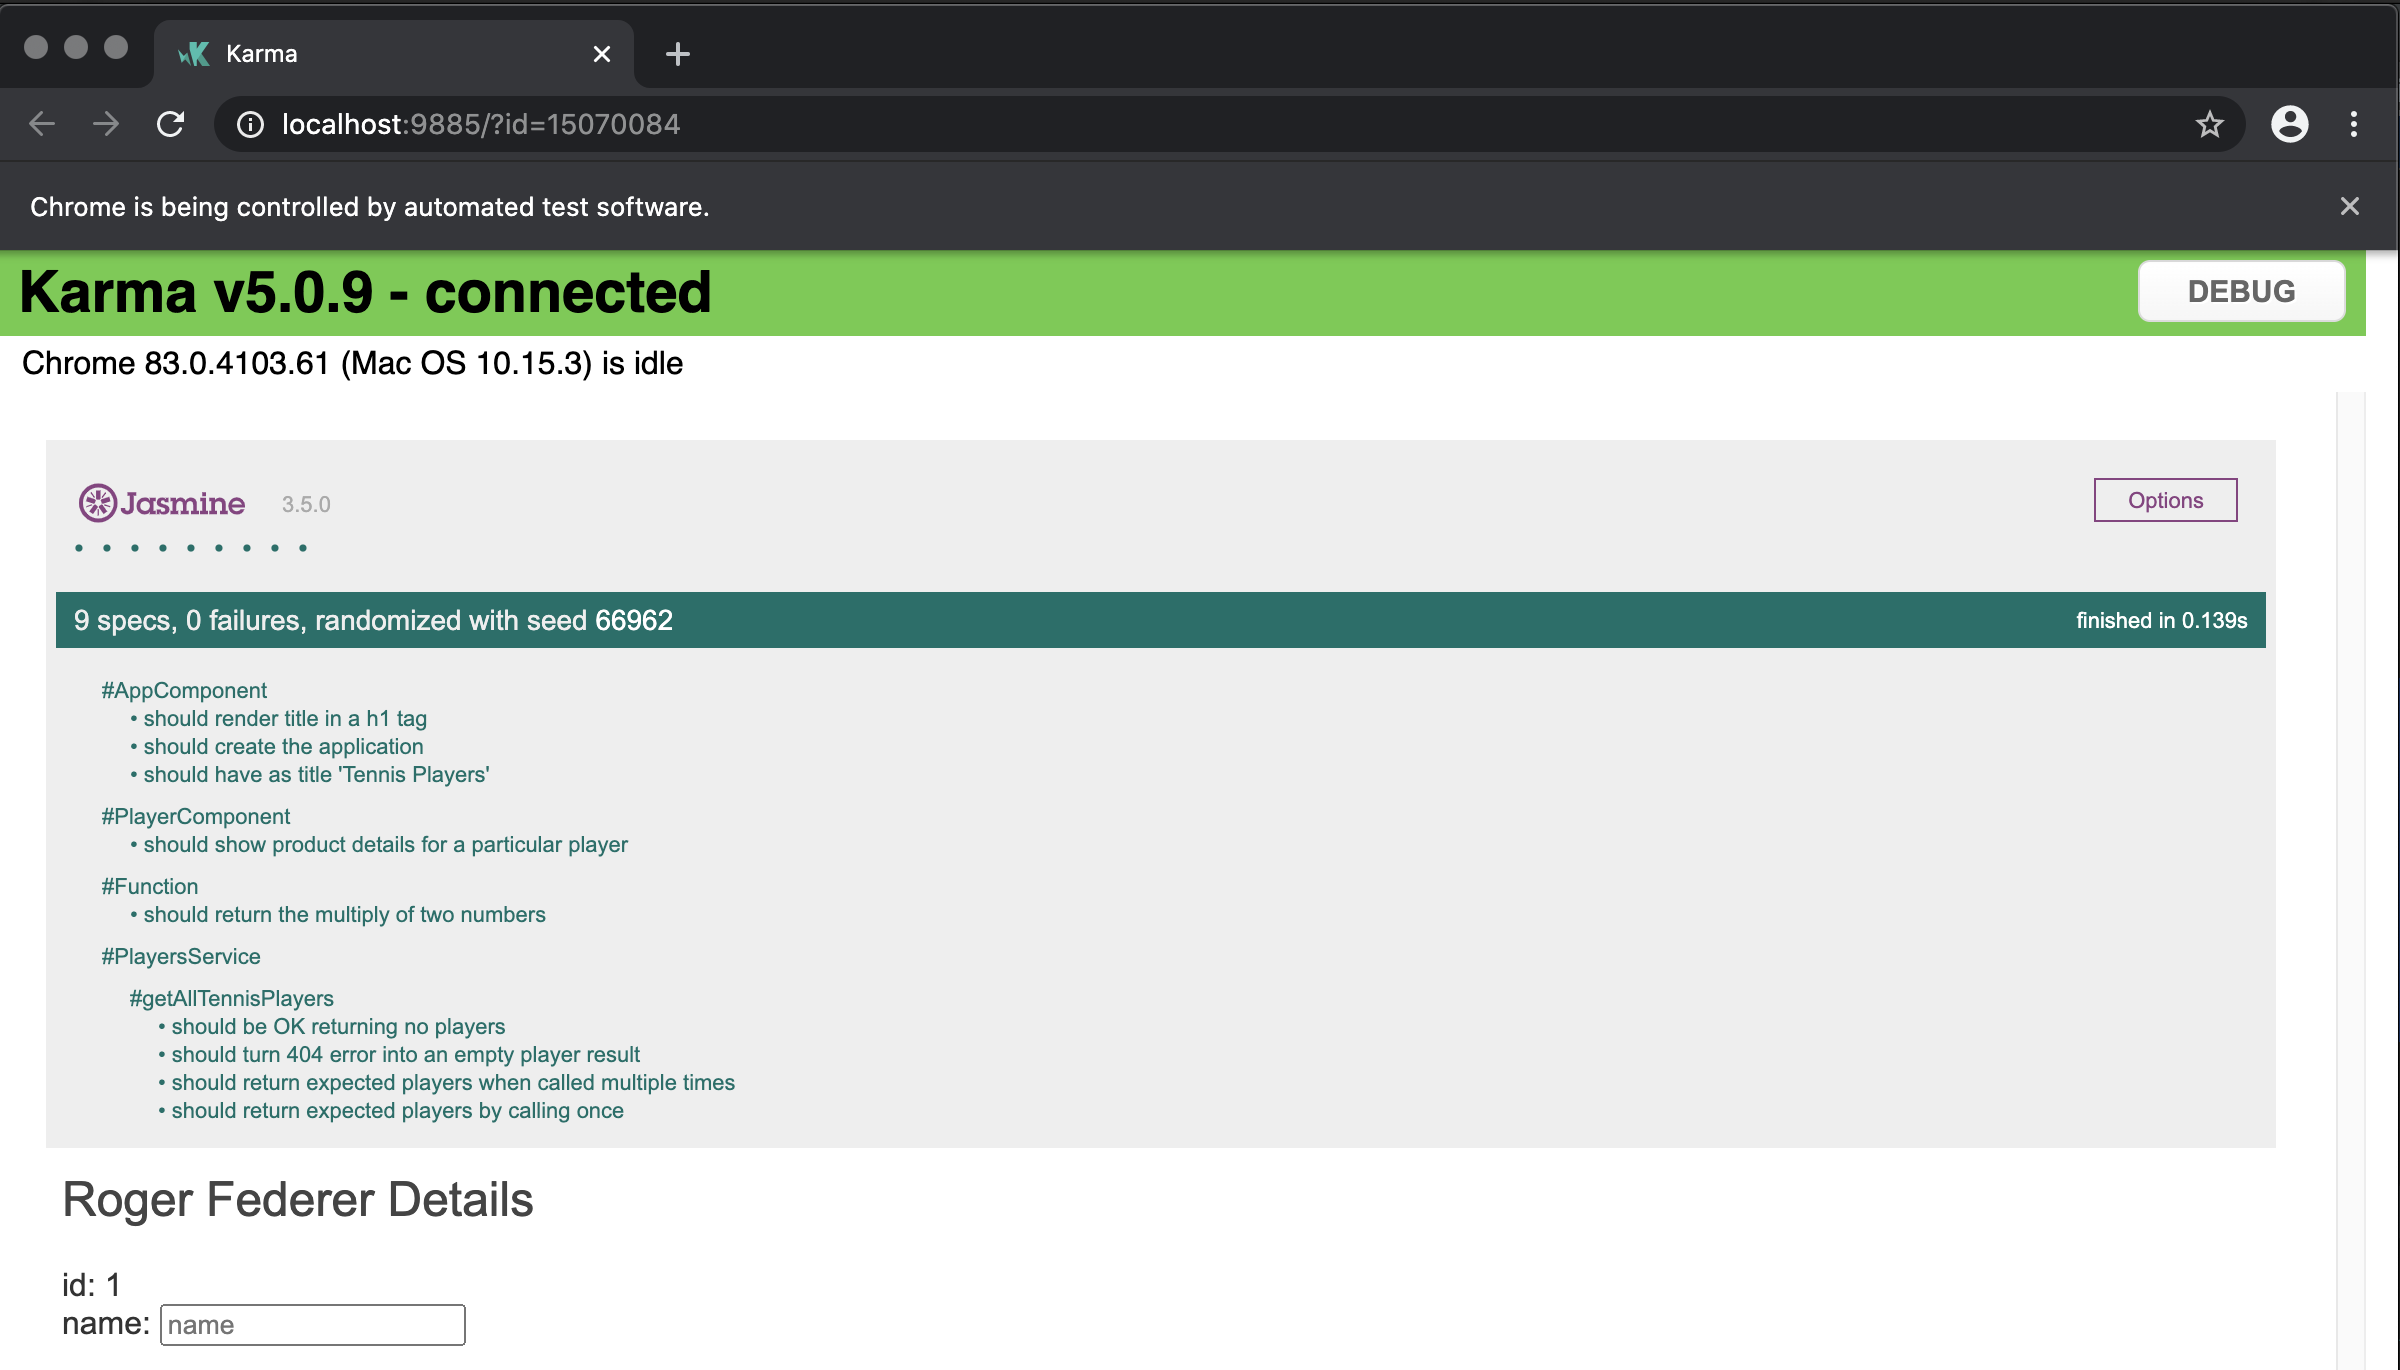 Karma
localhost:9885/?id=15070084
Chrome is being controlled by automated test software.
Karma v5.0.9 - connected
DEBUG
Chrome 83.0.4103.61 (Mac OS 10.15.3) is idle
Jasmine 3.5.0
Options
• • • • • • • • •
9 specs, 0 failures, randomized with seed 66962
finished in 0.139s
#AppComponent
• should render title in a h1 tag
• should create the application
• should have as title 'Tennis Players'
#PlayerComponent
• should show product details for a particular player
#Function
• should return the multiply of two numbers
#PlayersService
#getAllTennisPlayers
• should be OK returning no players
• should turn 404 error into an empty player result
• should return expected players when called multiple times
• should return expected players by calling once
Roger Federer Details
id: 1
name: name